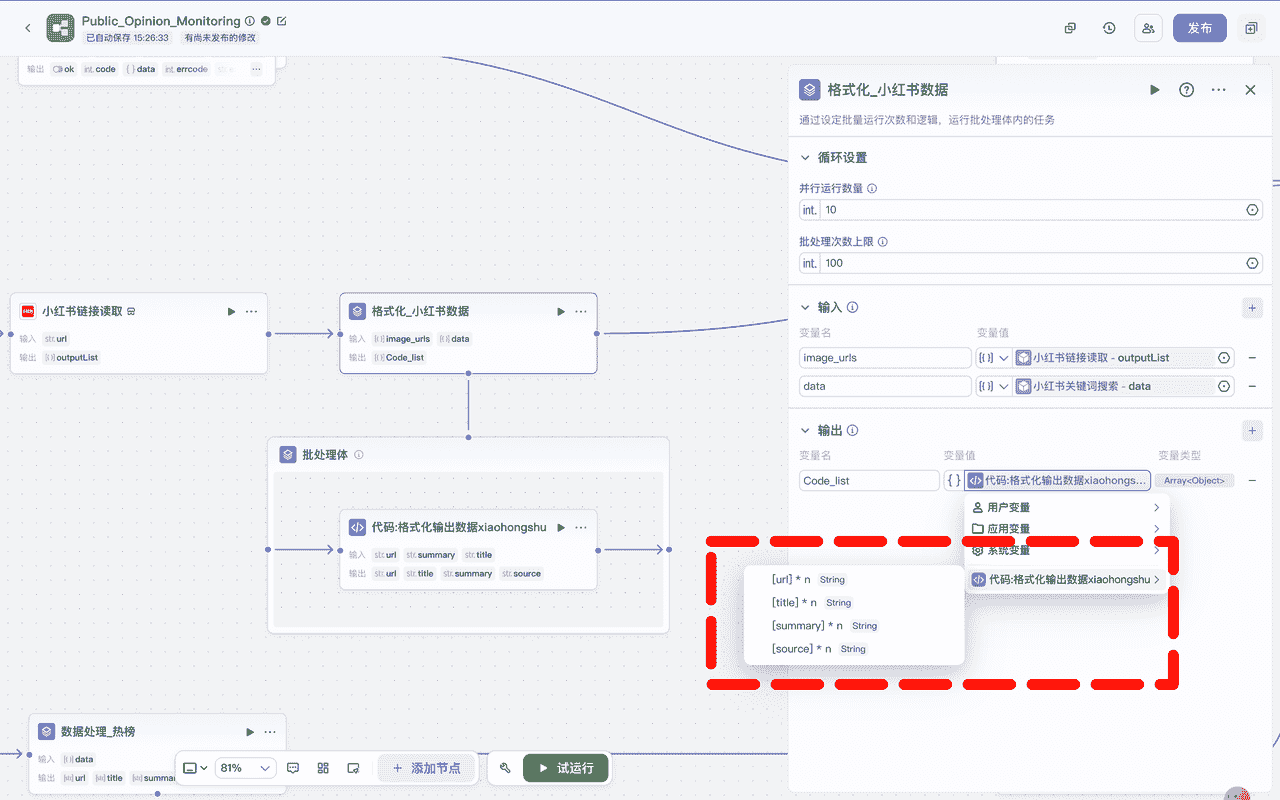 Public_Opinion_Monitoring
已自动保存 15:26:33 有尚未发布的修改
发布
输出 ok int. code { } data int. errcode
格式化_小红书数据
通过设定批量运行次数和逻辑，运行批处理体内的任务
循环设置
并行运行数量
int. 10
批处理次数上限
int. 100
输入
变量名 变量值
image_urls [{}] 小红书链接读取 - outputList
data [{}] 小红书关键词搜索 - data
输出
变量名 变量值 变量类型
Code_list { } 代码:格式化输出数据xiaohongs... Array<Object>
用户变量
应用变量
系统变量
代码:格式化输出数据xiaohongshu
[url] * n String
[title] * n String
[summary] * n String
[source] * n String
小红书链接读取
输入 str. url
输出 [{}] outputList
格式化_小红书数据
输入 [{}] image_urls [{}] data
输出 [{}] Code_list
批处理体
代码:格式化输出数据xiaohongshu
输入 str. url str. summary str. title
输出 str. url str. title str. summary str. source
数据处理_热榜
输入 [{}] data
输出 url title summar
81%
添加节点
试运行